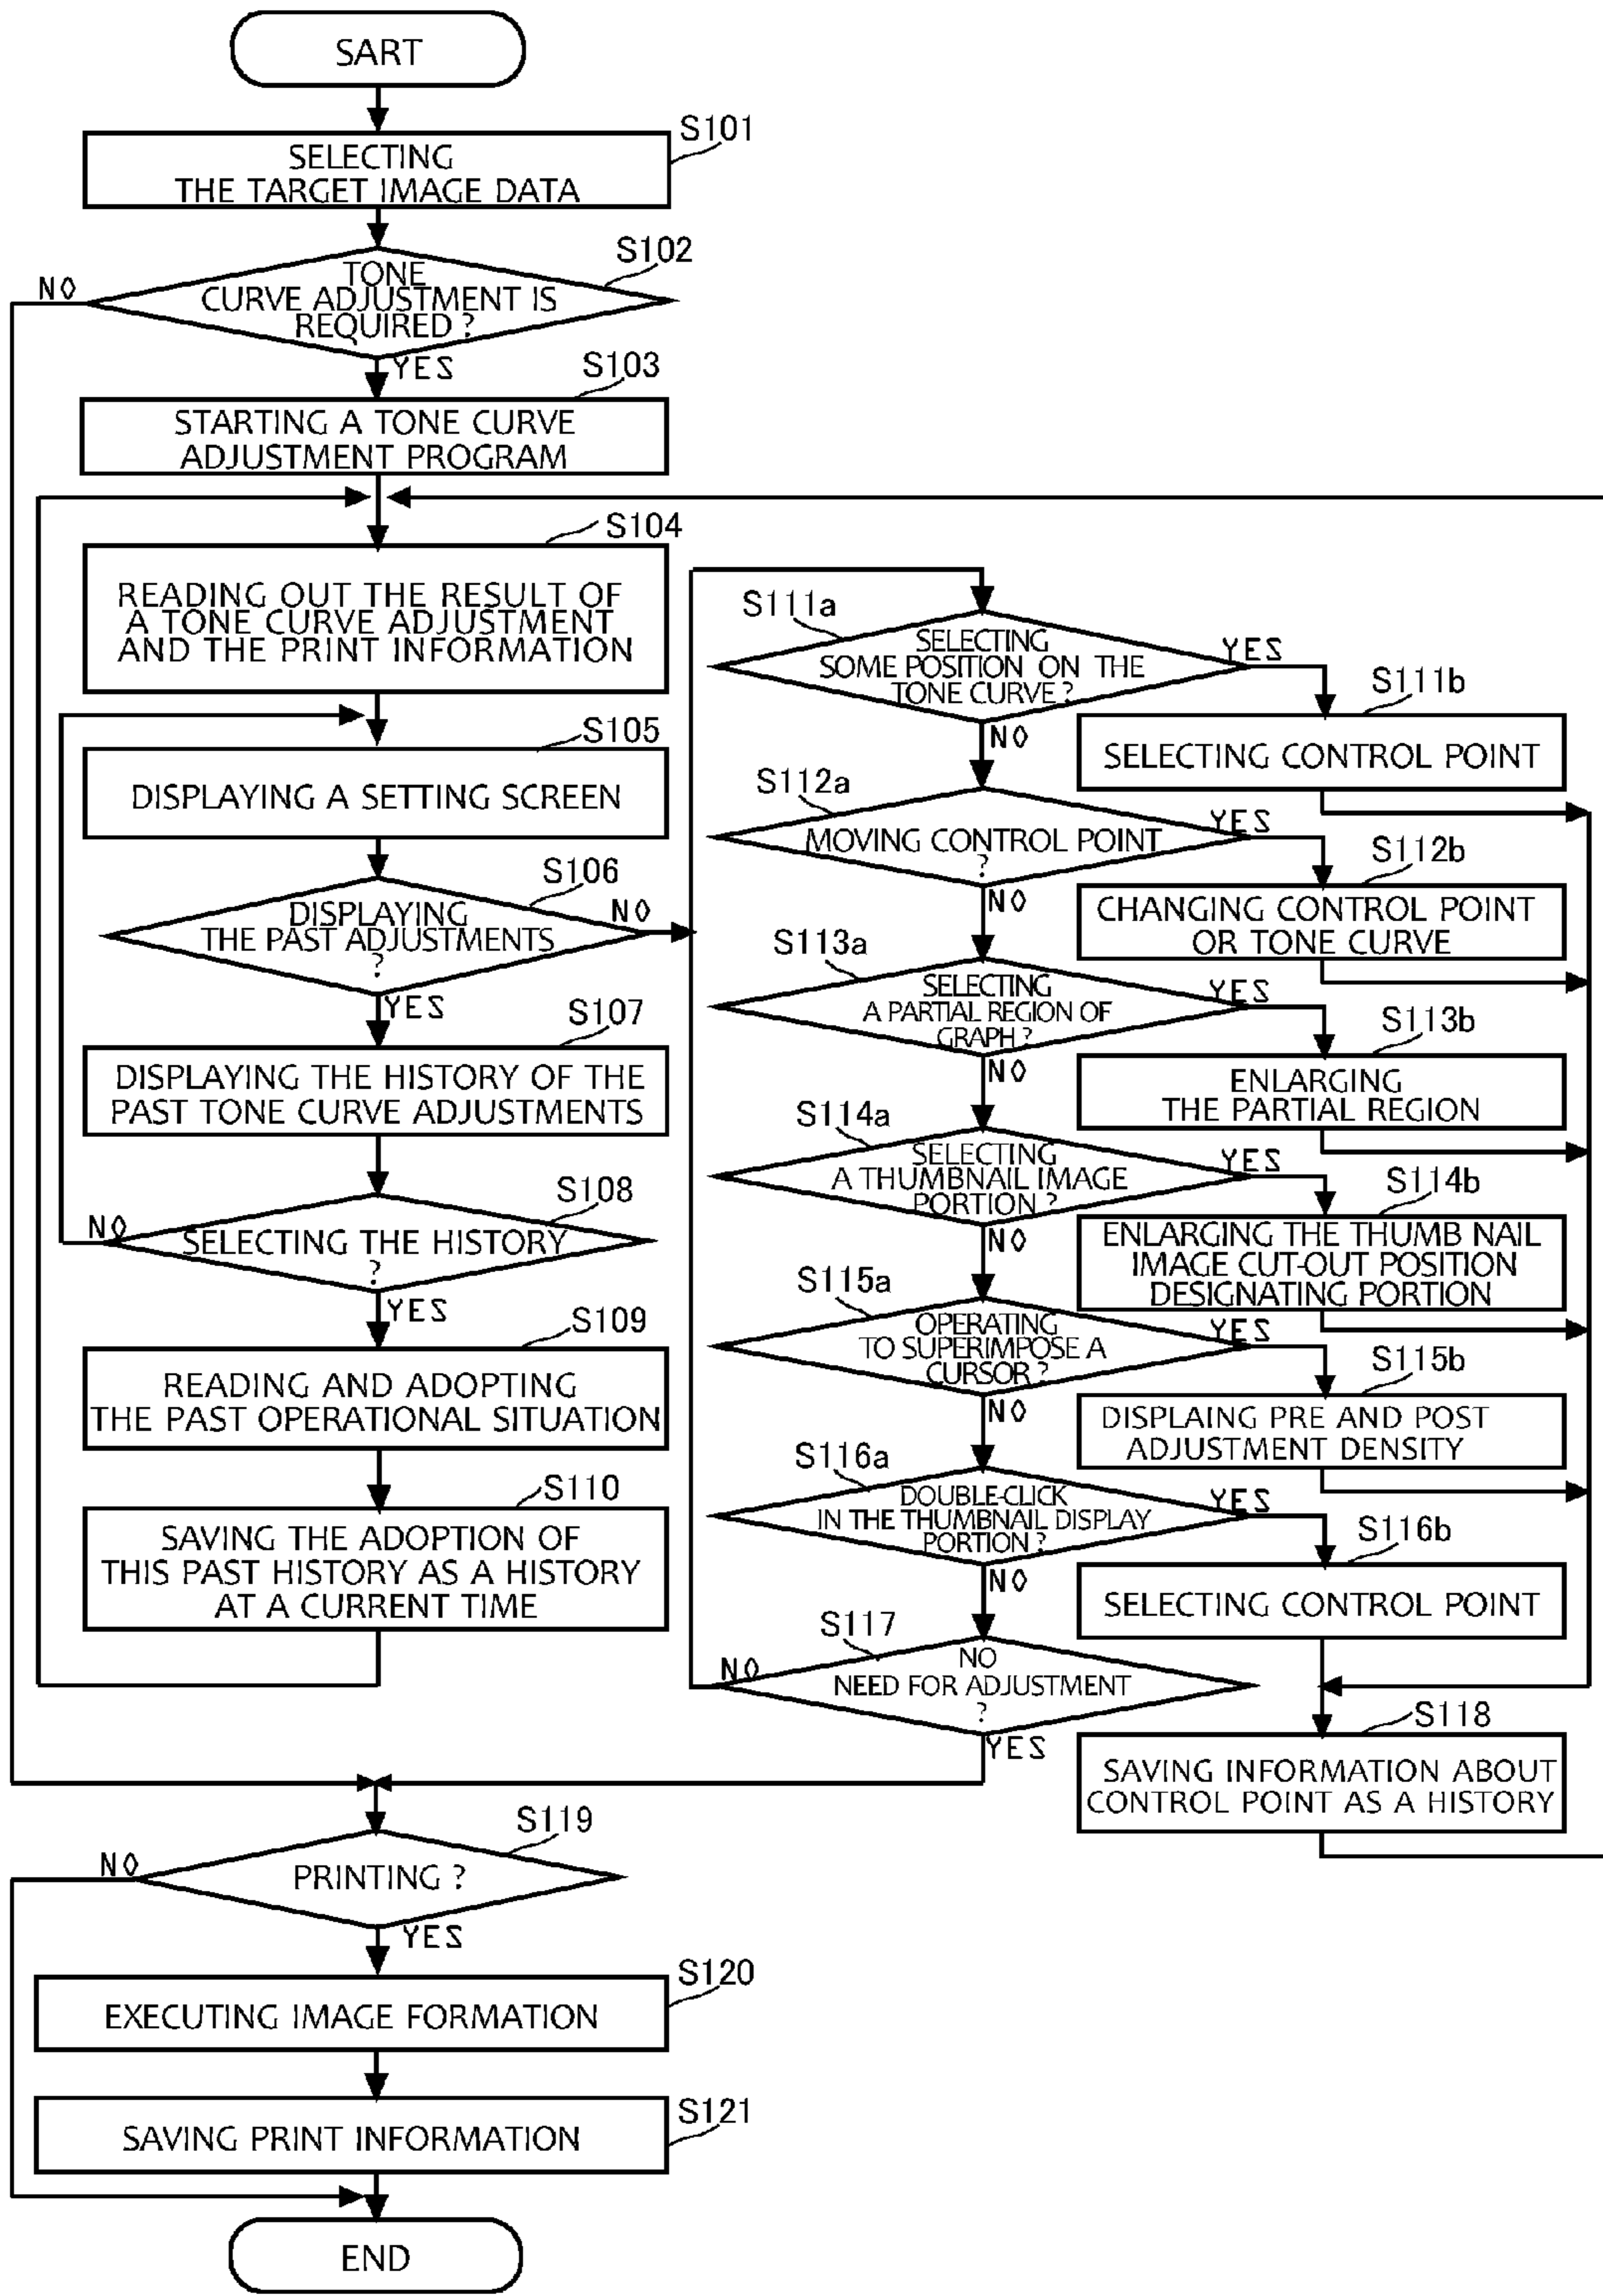 SART
S101
SELECTING
THE TARGET IMAGE DATA
S102
NO
TONE
CURVE ADJUSTMENT IS
REQUIRED ?
YES
S103
STARTING A TONE CURVE
ADJUSTMENT PROGRAM
S104
READING OUT THE RESULT OF
A TONE CURVE ADJUSTMENT
AND THE PRINT INFORMATION
S105
DISPLAYING A SETTING SCREEN
S106
DISPLAYING
THE PAST ADJUSTMENTS
?
NO
YES
S107
DISPLAYING THE HISTORY OF THE
PAST TONE CURVE ADJUSTMENTS
S108
NO
SELECTING THE HISTORY
?
YES
S109
READING AND ADOPTING
THE PAST OPERATIONAL SITUATION
S110
SAVING THE ADOPTION OF
THIS PAST HISTORY AS A HISTORY
AT A CURRENT TIME
S111a
SELECTING
SOME POSITION ON THE
TONE CURVE ?
YES
NO
S111b
SELECTING CONTROL POINT
S112a
MOVING CONTROL POINT
?
YES
NO
S112b
CHANGING CONTROL POINT
OR TONE CURVE
S113a
SELECTING
A PARTIAL REGION OF
GRAPH ?
YES
NO
S113b
ENLARGING
THE PARTIAL REGION
S114a
SELECTING
A THUMBNAIL IMAGE
PORTION ?
YES
NO
S114b
ENLARGING THE THUMB NAIL
IMAGE CUT-OUT POSITION
DESIGNATING PORTION
S115a
OPERATING
TO SUPERIMPOSE A
CURSOR ?
YES
NO
S115b
DISPLAING PRE AND POST
ADJUSTMENT DENSITY
S116a
DOUBLE-CLICK
IN THE THUMBNAIL DISPLAY
PORTION ?
YES
NO
S116b
SELECTING CONTROL POINT
S117
NO
NO
NEED FOR ADJUSTMENT
?
YES
S118
SAVING INFORMATION ABOUT
CONTROL POINT AS A HISTORY
S119
NO
PRINTING ?
YES
S120
EXECUTING IMAGE FORMATION
S121
SAVING PRINT INFORMATION
END